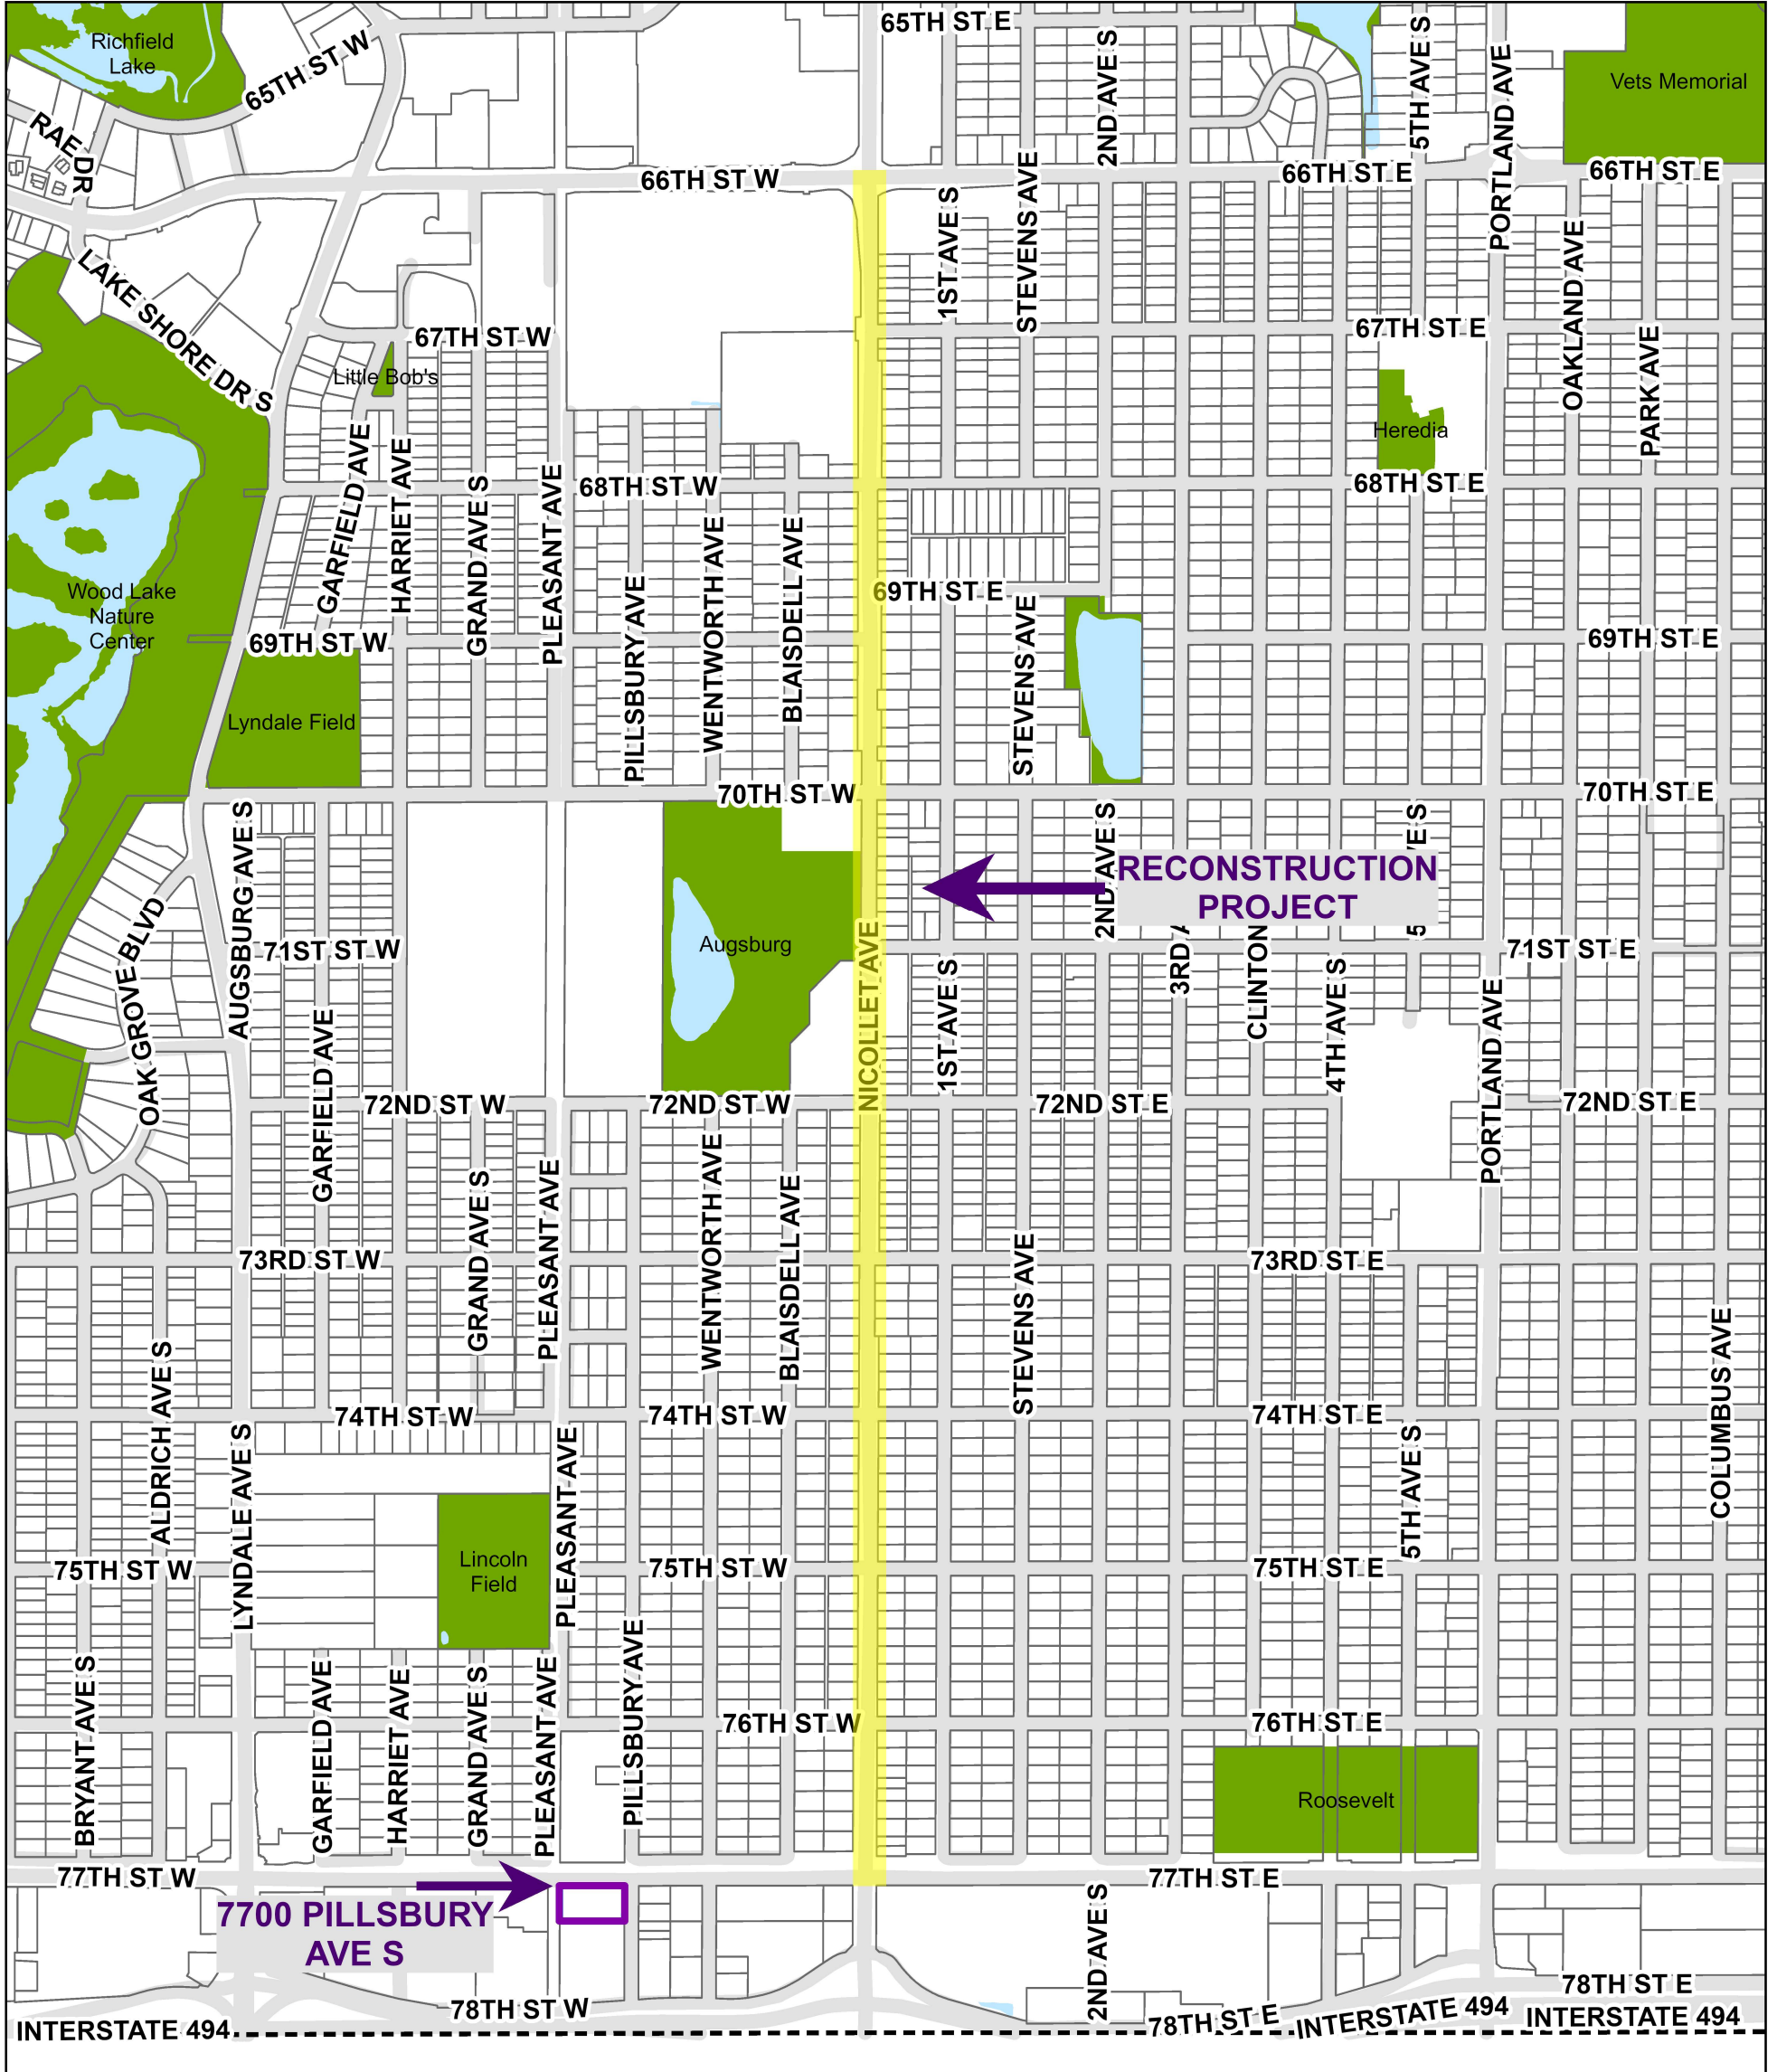 Richfield
Lake
65TH ST W
65TH ST E
2ND AVE S
5TH AVE S
PORTLAND AVE
Vets Memorial
RAE DR
66TH ST W
66TH ST E
66TH ST E
1ST AVE S
STEVENS AVE
OAKLAND AVE
PARK AVE
LAKE SHORE DR S
67TH ST W
67TH ST E
Little Bob's
Heredia
GARFIELD AVE
HARRIET AVE
GRAND AVE S
PLEASANT AVE
68TH ST W
68TH ST E
PILLSBURY AVE
WENTWORTH AVE
BLAISDELL AVE
Wood Lake
Nature
Center
69TH ST E
STEVENS AVE
69TH ST W
69TH ST E
Lyndale Field
70TH ST W
70TH ST E
AUGSBURG AVE S
2ND AVE S
RECONSTRUCTION
PROJECT
OAK GROVE BLVD
Augsburg
NICOLLET AVE
71ST ST W
71ST ST E
3RD A
CLINTON
4TH AVE S
5 VE S
1ST AVE S
GARFIELD AVE
PORTLAND AVE
72ND ST W
72ND ST W
72ND ST E
72ND ST E
WENTWORTH AVE
BLAISDELL AVE
GRAND AVE S
PLEASANT AVE
73RD ST W
73RD ST E
STEVENS AVE
ALDRICH AVE S
COLUMBUS AVE
74TH ST W
74TH ST W
74TH ST E
LYNDALE AVE S
PLEASANT AVE
5TH AVE S
Lincoln
Field
75TH ST W
75TH ST W
75TH ST E
BRYANT AVE S
GARFIELD AVE
HARRIET AVE
GRAND AVE S
PLEASANT AVE
PILLSBURY AVE
76TH ST W
76TH ST E
Roosevelt
77TH ST W
77TH ST E
7700 PILLSBURY
AVE S
2ND AVE S
78TH ST W
78TH ST E
78TH ST E
INTERSTATE 494
INTERSTATE 494
INTERSTATE 494